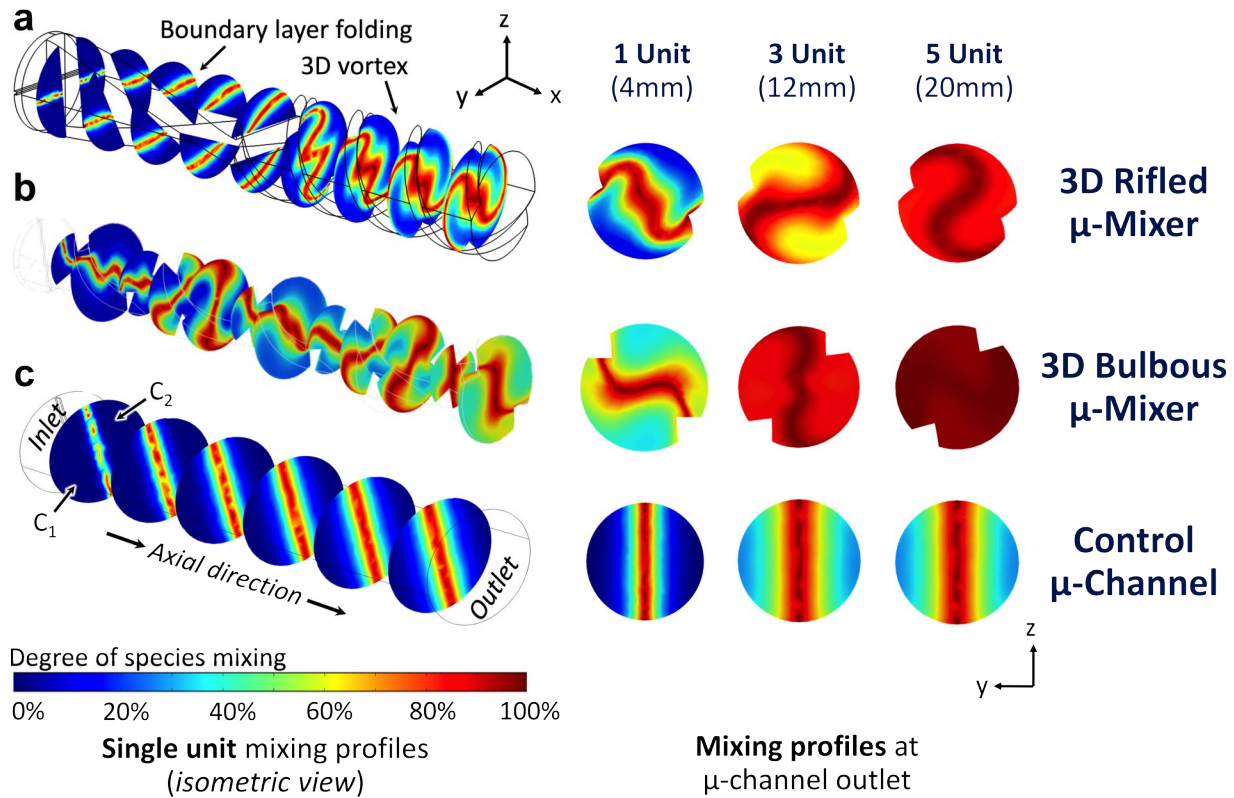 a
Boundary layer folding
3D vortex
z
y
x
b
c
Inlet
C2
C1
Axial direction
Outlet
Degree of species mixing
0% 20% 40% 60% 80% 100%
Single unit mixing profiles
(isometric view)
1 Unit 3 Unit 5 Unit
(4mm) (12mm) (20mm)
3D Rifled
μ-Mixer
3D Bulbous
μ-Mixer
Control
μ-Channel
z
y
Mixing profiles at
μ-channel outlet